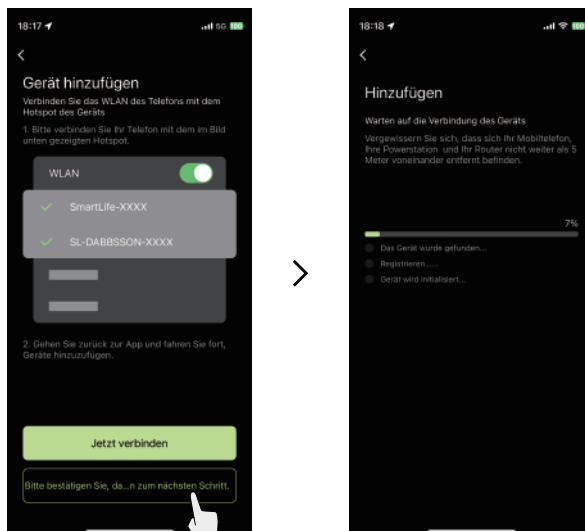 18:17
5G 100
Gerät hinzufügen
Verbinden Sie das WLAN des Telefons mit dem
Hotspot des Geräts
1. Bitte verbinden Sie Ihr Telefon mit dem im Bild
unten gezeigten Hotspot.
WLAN
SmartLife-XXXX
SL-DABBSSON-XXXX
2. Gehen Sie zurück zur App und fahren Sie fort,
Geräte hinzuzufügen.
Jetzt verbinden
Bitte bestätigen Sie, da...n zum nächsten Schritt.
18:18
100
Hinzufügen
Warten auf die Verbindung des Geräts
Vergewissern Sie sich, dass sich Ihr Mobiltelefon,
Ihre Powerstation und Ihr Router nicht weiter als 5
Meter voneinander entfernt befinden.
7%
Das Gerät wurde gefunden...
Registrieren......
Gerät wird initialisiert...